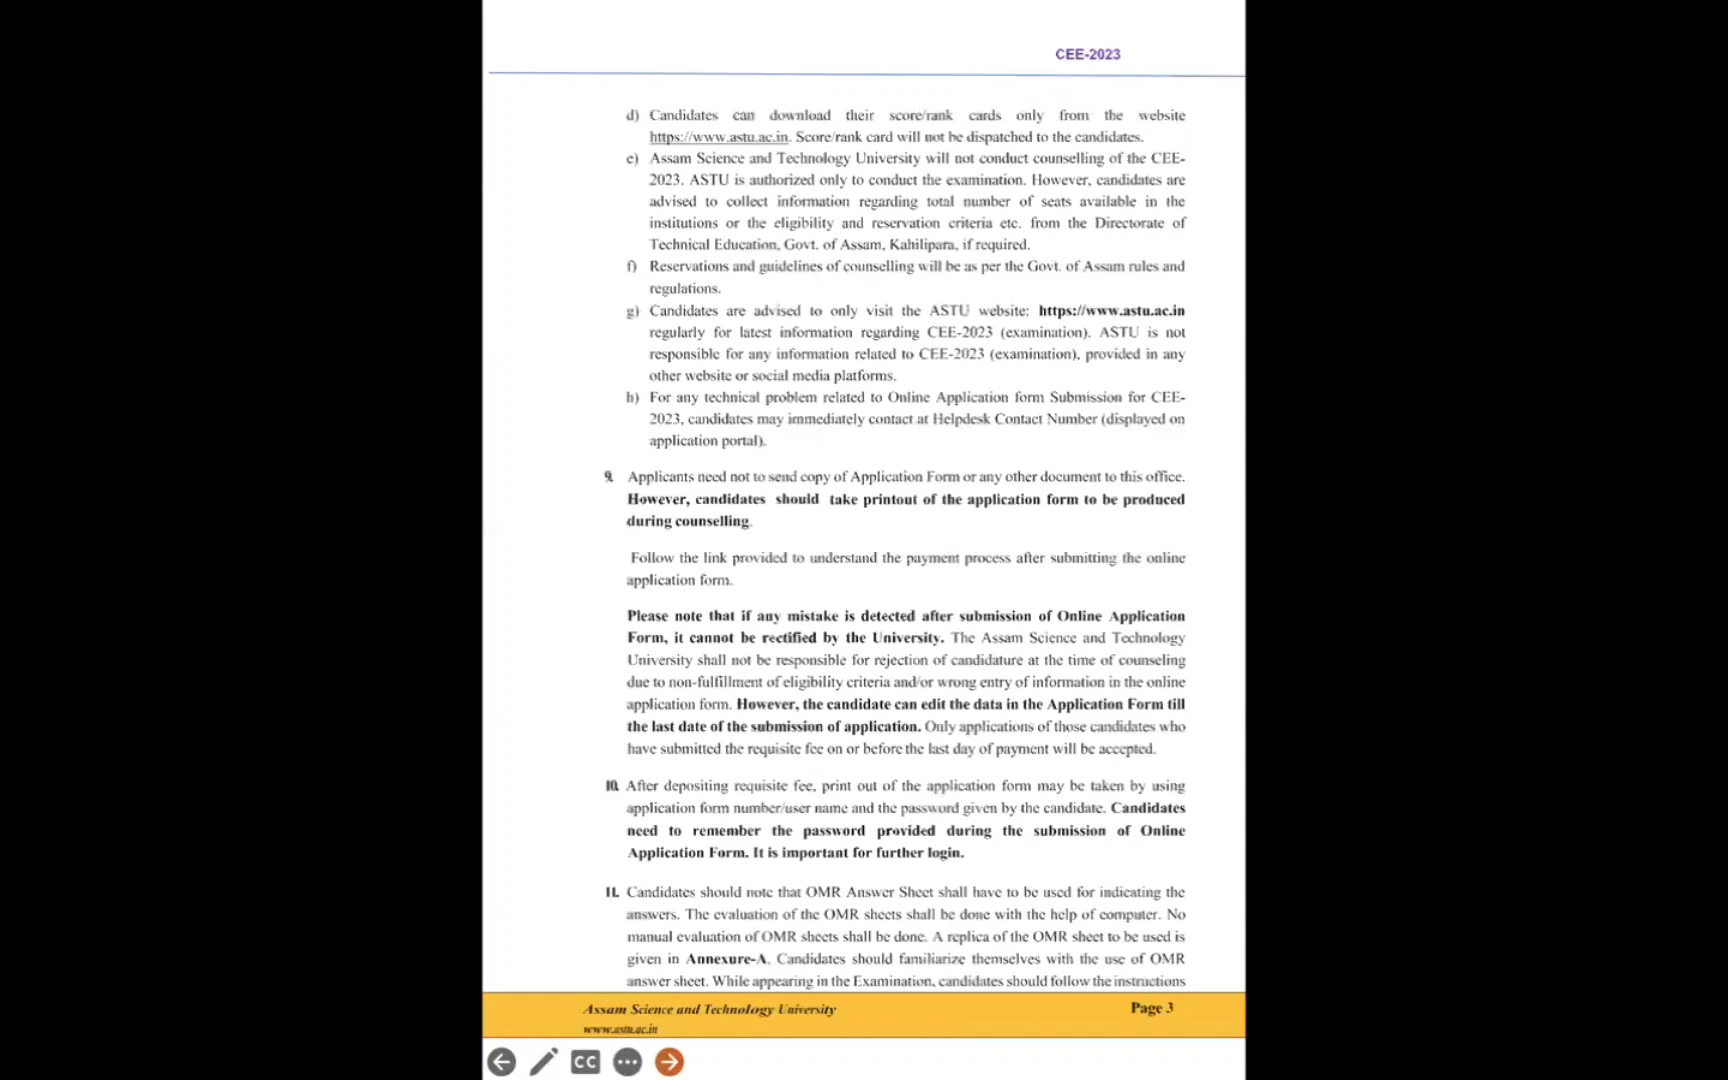 CEE-2023
d) Candidates can download their score/rank cards only from the website
https://www.astu.ac.in. Score/rank card will not be dispatched to the candidates.
e) Assam Science and Technology University will not conduct counselling of the CEE-
2023. ASTU is authorized only to conduct the examination. However, candidates are
advised to collect information regarding total number of seats available in the
institutions or the eligibility and reservation criteria etc. from the Directorate of
Technical Education, Govt. of Assam, Kahilipara, if required.
f) Reservations and guidelines of counselling will be as per the Govt. of Assam rules and
regulations.
g) Candidates are advised to only visit the ASTU website: https://www.astu.ac.in
regularly for latest information regarding CEE-2023 (examination). ASTU is not
responsible for any information related to CEE-2023 (examination), provided in any
other website or social media platforms.
h) For any technical problem related to Online Application form Submission for CEE-
2023, candidates may immediately contact at Helpdesk Contact Number (displayed on
application portal).
9. Applicants need not to send copy of Application Form or any other document to this office.
However, candidates should take printout of the application form to be produced
during counselling.
Follow the link provided to understand the payment process after submitting the online
application form.
Please note that if any mistake is detected after submission of Online Application
Form, it cannot be rectified by the University. The Assam Science and Technology
University shall not be responsible for rejection of candidature at the time of counseling
due to non-fulfillment of eligibility criteria and/or wrong entry of information in the online
application form. However, the candidate can edit the data in the Application Form till
the last date of the submission of application. Only applications of those candidates who
have submitted the requisite fee on or before the last day of payment will be accepted.
10. After depositing requisite fee, print out of the application form may be taken by using
application form number/user name and the password given by the candidate. Candidates
need to remember the password provided during the submission of Online
Application Form. It is important for further login.
11. Candidates should note that OMR Answer Sheet shall have to be used for indicating the
answers. The evaluation of the OMR sheets shall be done with the help of computer. No
manual evaluation of OMR sheets shall be done. A replica of the OMR sheet to be used is
given in Annexure-A. Candidates should familiarize themselves with the use of OMR
answer sheet. While appearing in the Examination, candidates should follow the instructions
Assam Science and Technology University Page 3
www.astu.ac.in
CC